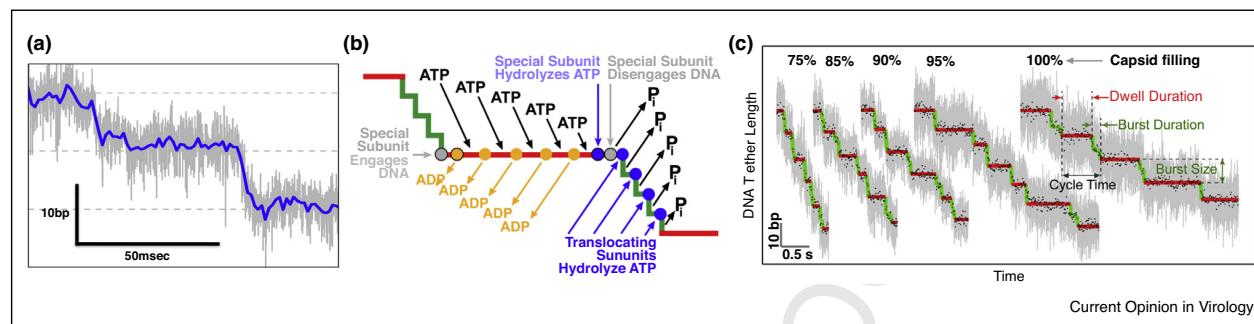 (a)
10bp
50msec
(b)
ATP
ATP
ATP
ATP
ATP
Special Subunit
Hydrolyzes ATP
Special Subunit
Disengages DNA
Special
Subunit
Engages
DNA
ADP
ADP
ADP
ADP
ADP
Pi
Pi
Pi
Pi
Translocating
Sununits
Hydrolyze ATP
(c)
75% 85% 90% 95% 100% Capsid filling
Dwell Duration
Burst Duration
Burst Size
Cycle Time
DNA T ether Length
10 bp
0.5 s
Time
Current Opinion in Virology